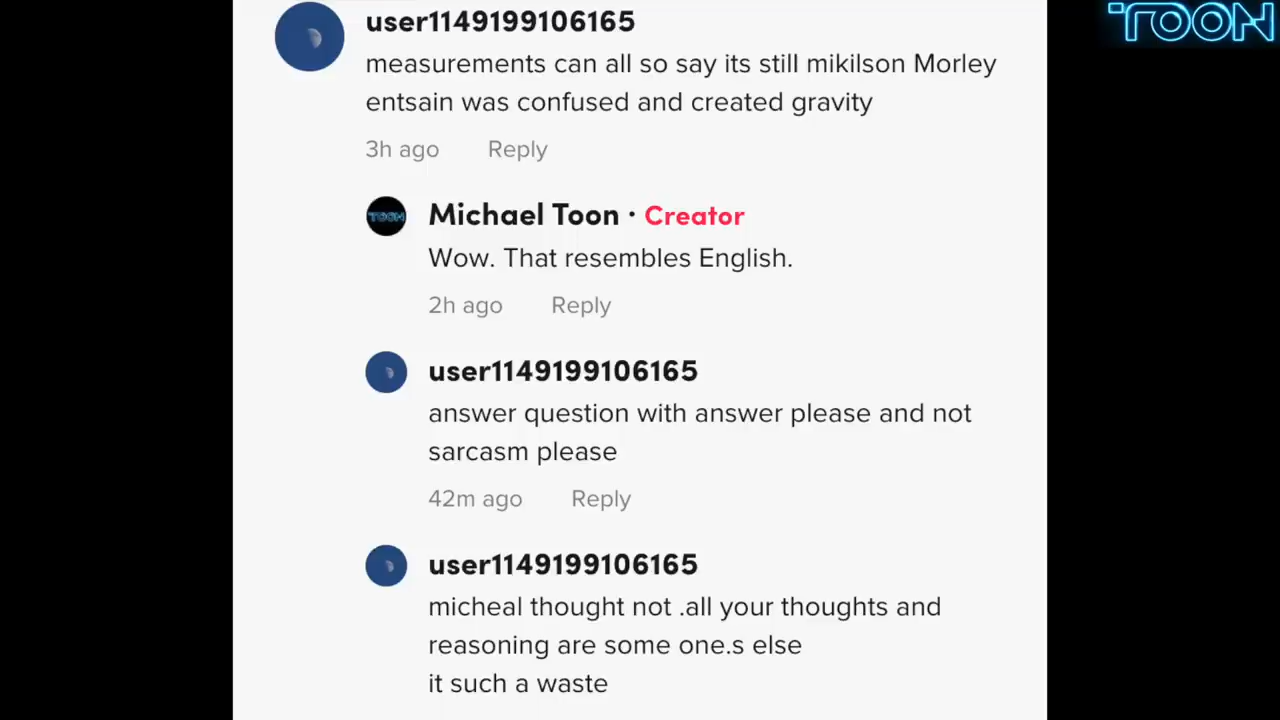 TOON
user1149199106165
measurements can all so say its still mikilson Morley
entsain was confused and created gravity
3h ago Reply
TOON
Michael Toon · Creator
Wow. That resembles English.
2h ago Reply
user1149199106165
answer question with answer please and not
sarcasm please
42m ago Reply
user1149199106165
micheal thought not .all your thoughts and
reasoning are some one.s else
it such a waste